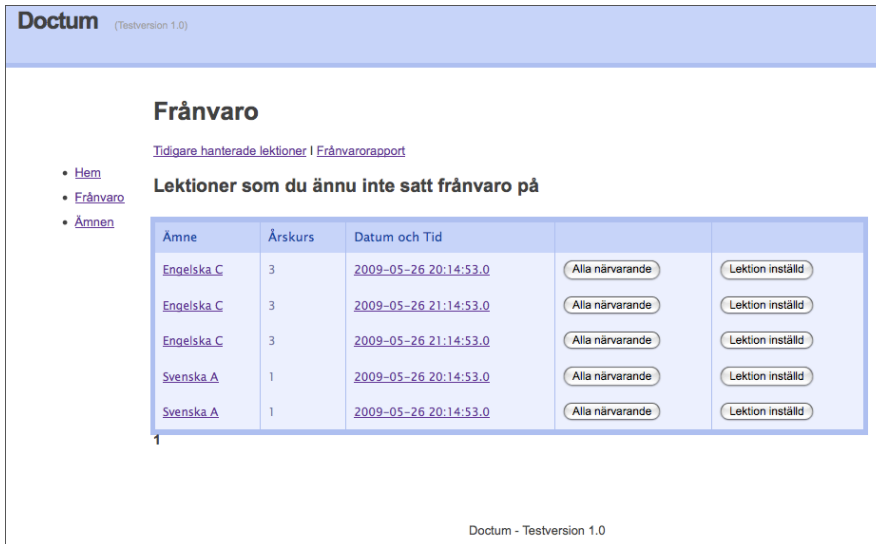 Doctum (Testversion 1.0)
Frånvaro
Tidigare hanterade lektioner | Frånvarorapport
Hem
Frånvaro
Ämnen
Lektioner som du ännu inte satt frånvaro på
Ämne Årskurs Datum och Tid
Engelska C 3 2009-05-26 20:14:53.0 Alla närvarande Lektion inställd
Engelska C 3 2009-05-26 21:14:53.0 Alla närvarande Lektion inställd
Engelska C 3 2009-05-26 21:14:53.0 Alla närvarande Lektion inställd
Svenska A 1 2009-05-26 20:14:53.0 Alla närvarande Lektion inställd
Svenska A 1 2009-05-26 20:14:53.0 Alla närvarande Lektion inställd
1
Doctum - Testversion 1.0